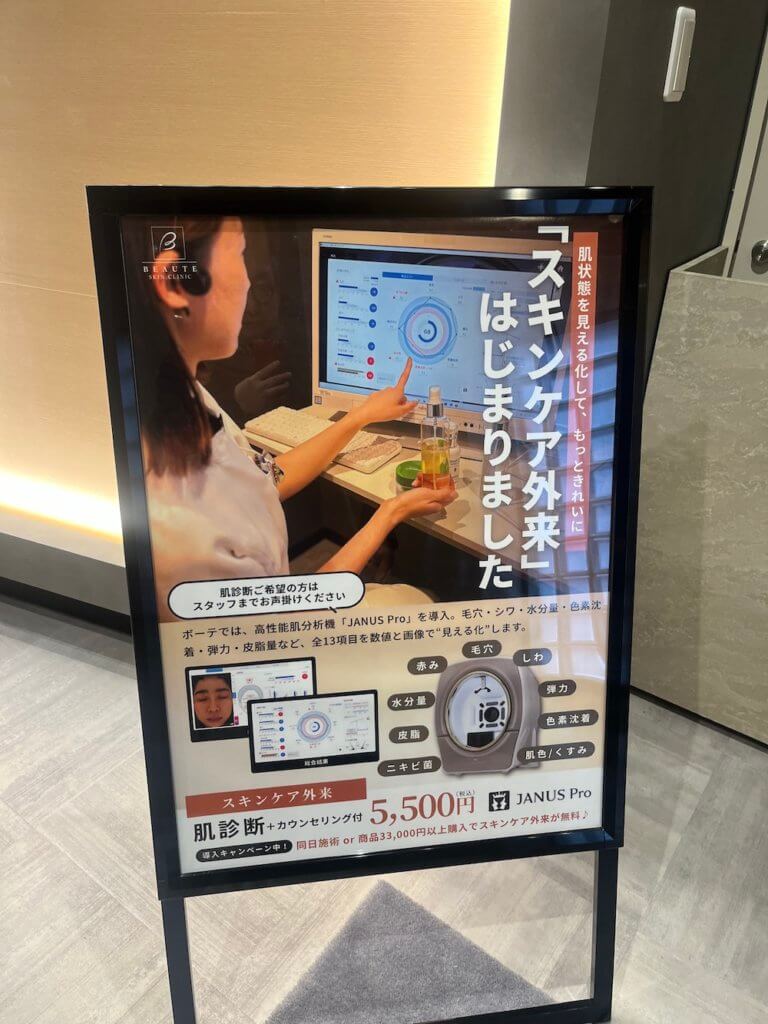 BEAUTE
SKIN CLINIC
肌状態を見える化して、もっときれいに
『スキンケア外来」
はじまりました
肌診断ご希望の方は
スタッフまでお声掛けください
ボーテでは、高性能肌分析機「JANUS Pro」を導入。毛穴・シワ・水分量・色素沈
着・弾力・皮脂量など、全13項目を数値と画像で"見える化"します。
毛穴
赤み
しわ
水分量
弾力
皮脂
色素沈着
ニキビ菌
肌色/くすみ
総合結果
スキンケア外来
肌診断+カウンセリング付 5,500円(税込)
JANUS Pro
導入キャンペーン中! 同日施術 or 商品33,000円以上購入でスキンケア外来が無料♪